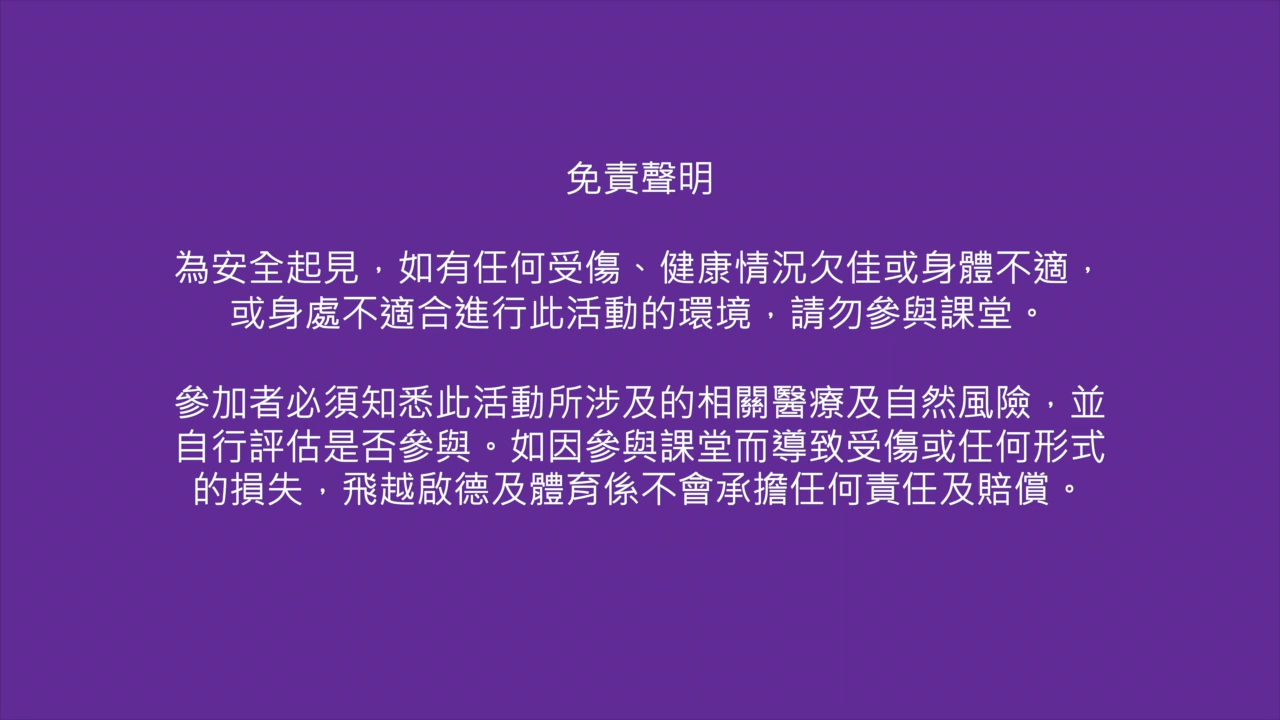 免責聲明
為安全起見，如有任何受傷、健康情況欠佳或身體不適，
或身處不適合進行此活動的環境，請勿參與課堂。
參加者必須知悉此活動所涉及的相關醫療及自然風險，並
自行評估是否參與。如因參與課堂而導致受傷或任何形式
的損失，飛越啟德及體育係不會承擔任何責任及賠償。